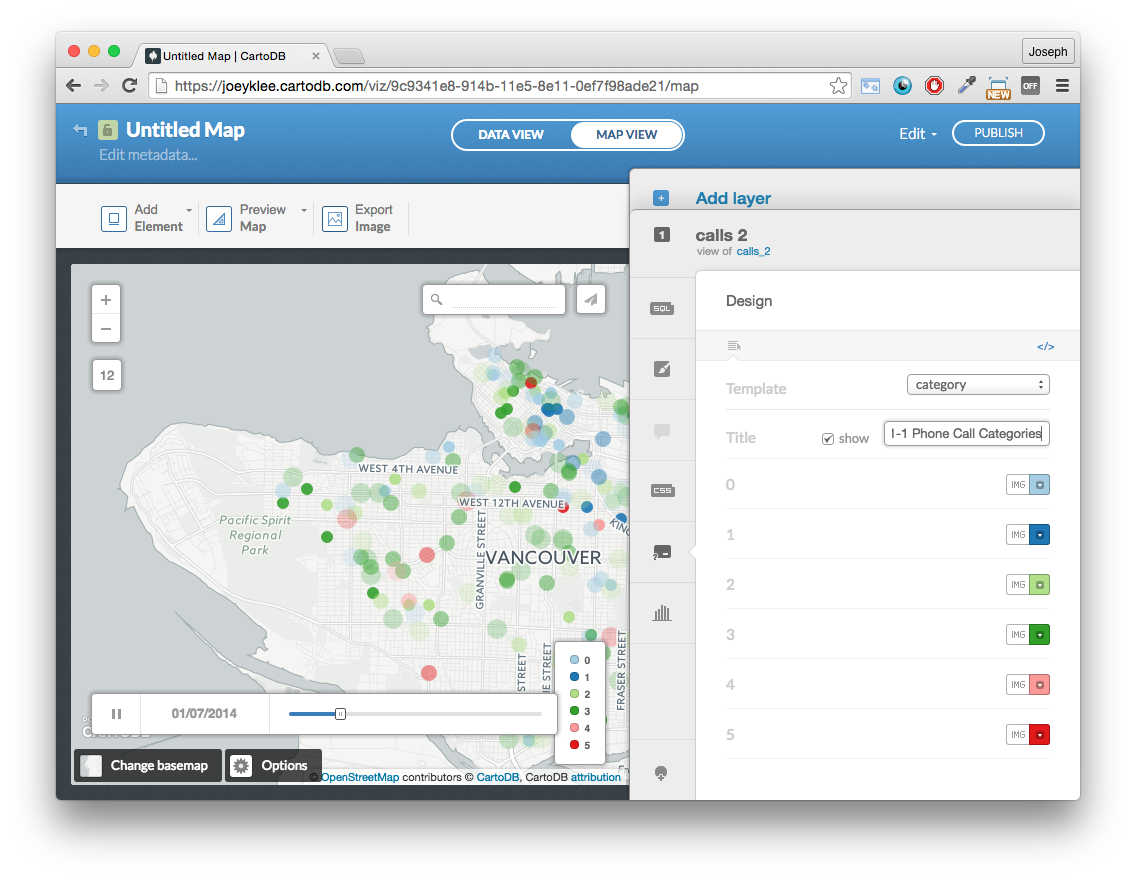 Untitled Map | CartoDB
Joseph
https://joeyklee.cartodb.com/viz/9c9341e8-914b-11e5-8e11-0ef7f98ade21/map
NEW
OFF
Untitled Map
Edit metadata...
DATA VIEW
MAP VIEW
Edit
PUBLISH
Add Element
Preview Map
Export Image
Add layer
1
calls 2
view of calls_2
SQL
CSS
Design
</>
Template
category
Title
show
1-1 Phone Call Categories
0
IMG
1
IMG
2
IMG
3
IMG
4
IMG
5
IMG
+
−
12
WEST 4TH AVENUE
WEST 12TH AVENUE
Pacific Spirit
Regional
Park
VANCOUVER
GRANVILLE STREET
STREET
STREET
FRASER STREET
0
1
2
3
4
5
01/07/2014
Change basemap
Options
© OpenStreetMap contributors © CartoDB, CartoDB attribution